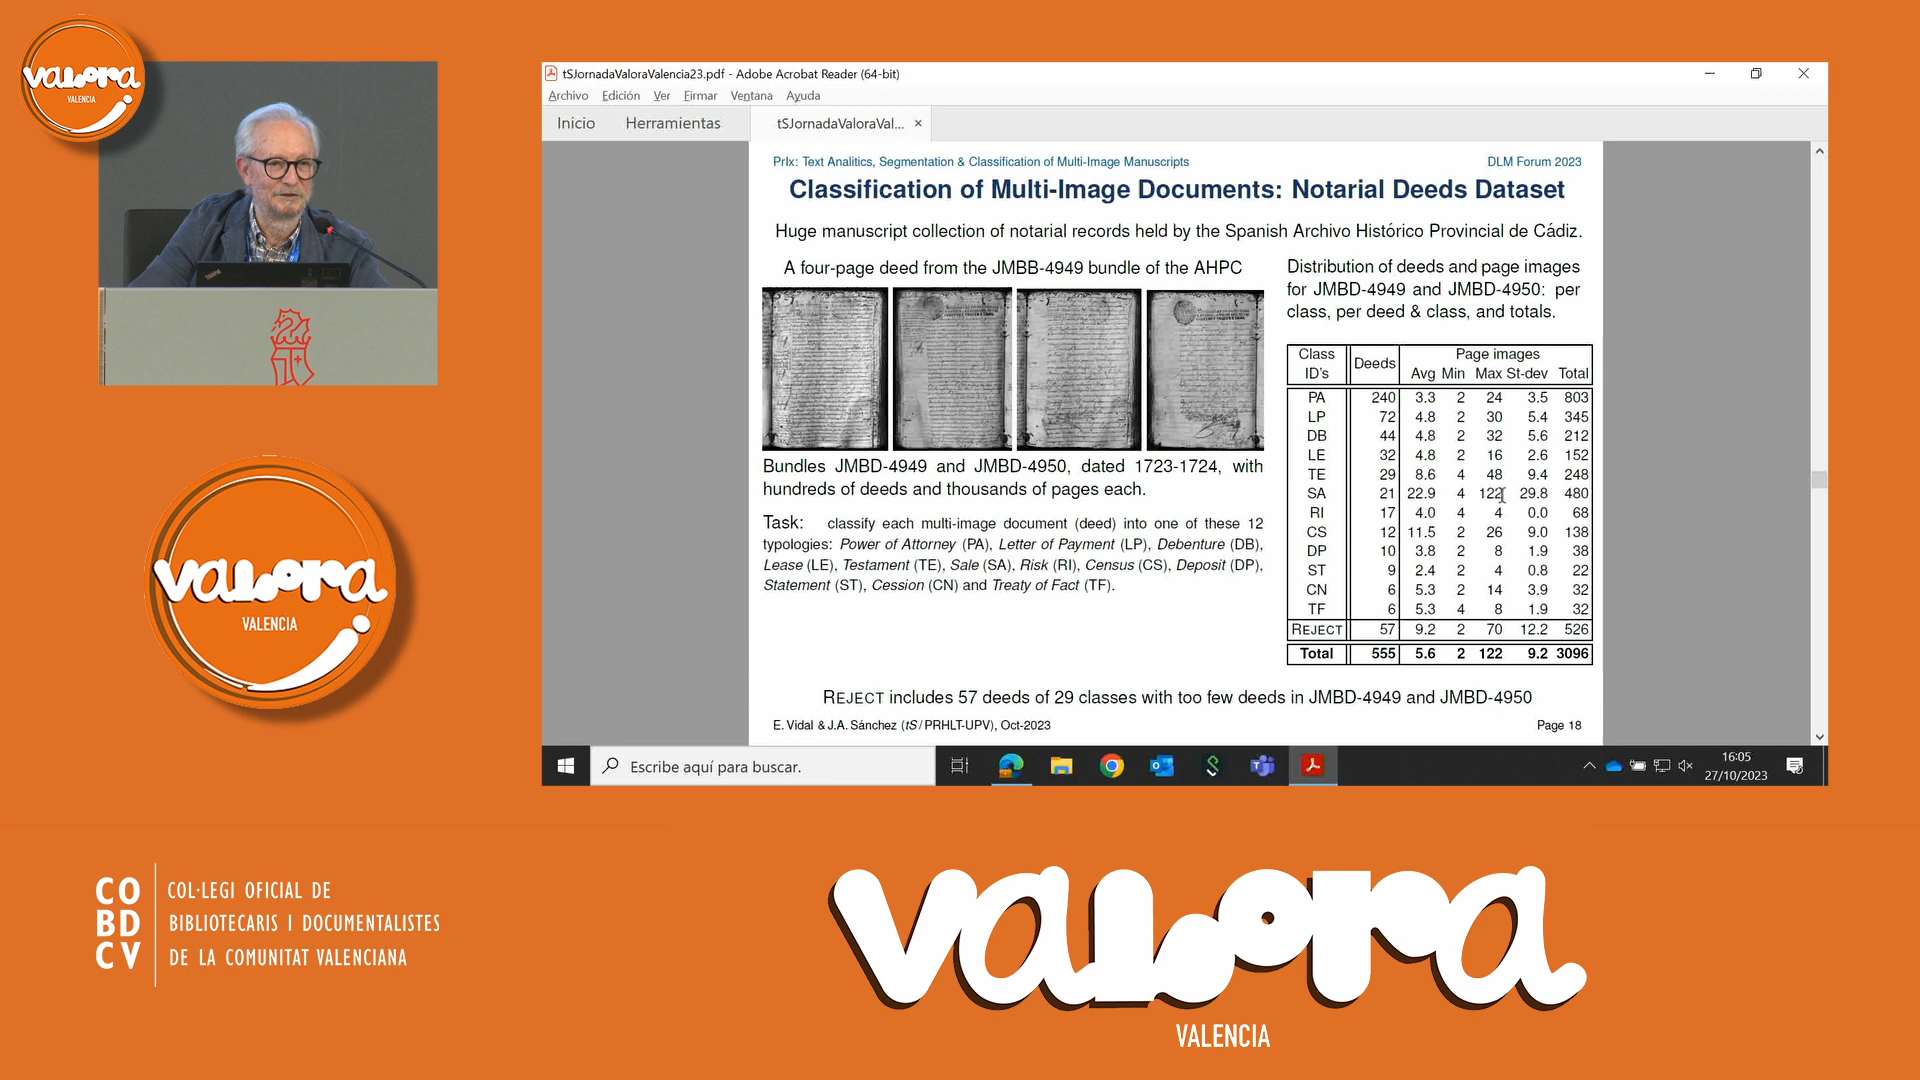 valora
VALENCIA
tSJornadaValoraValencia23.pdf - Adobe Acrobat Reader (64-bit)
Archivo Edición Ver Firmar Ventana Ayuda
Inicio Herramientas tSJornadaValoraVal... ×
PrIx: Text Analitics, Segmentation & Classification of Multi-Image Manuscripts DLM Forum 2023
Classification of Multi-Image Documents: Notarial Deeds Dataset
Huge manuscript collection of notarial records held by the Spanish Archivo Histórico Provincial de Cádiz.
A four-page deed from the JMBB-4949 bundle of the AHPC
Bundles JMBD-4949 and JMBD-4950, dated 1723-1724, with
hundreds of deeds and thousands of pages each.
Task: classify each multi-image document (deed) into one of these 12
typologies: Power of Attorney (PA), Letter of Payment (LP), Debenture (DB),
Lease (LE), Testament (TE), Sale (SA), Risk (RI), Census (CS), Deposit (DP),
Statement (ST), Cession (CN) and Treaty of Fact (TF).
Distribution of deeds and page images
for JMBD-4949 and JMBD-4950: per
class, per deed & class, and totals.
Class ID's Deeds Page images
Avg Min Max St-dev Total
PA 240 3.3 2 24 3.5 803
LP 72 4.8 2 30 5.4 345
DB 44 4.8 2 32 5.6 212
LE 32 4.8 2 16 2.6 152
TE 29 8.6 4 48 9.4 248
SA 21 22.9 4 122 29.8 480
RI 17 4.0 4 4 0.0 68
CS 12 11.5 2 26 9.0 138
DP 10 3.8 2 8 1.9 38
ST 9 2.4 2 4 0.8 22
CN 6 5.3 2 14 3.9 32
TF 6 5.3 4 8 1.9 32
REJECT 57 9.2 2 70 12.2 526
Total 555 5.6 2 122 9.2 3096
REJECT includes 57 deeds of 29 classes with too few deeds in JMBD-4949 and JMBD-4950
E. Vidal & J.A. Sánchez (tS/PRHLT-UPV), Oct-2023 Page 18
Escribe aquí para buscar.
16:05
27/10/2023
valora
VALENCIA
CO
BD
CV
COL·LEGI OFICIAL DE
BIBLIOTECARIS I DOCUMENTALISTES
DE LA COMUNITAT VALENCIANA
valora
VALENCIA